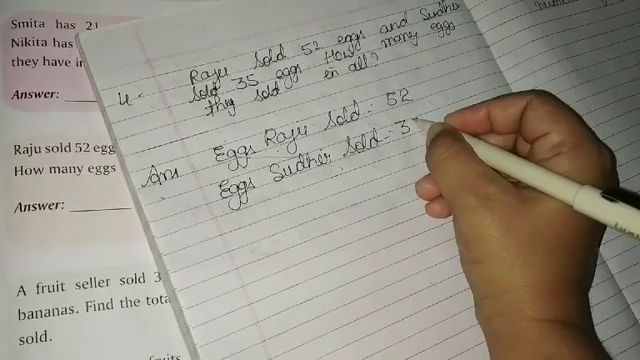 Smita has 21
Nikita has
they have in
Answer:
Raju sold 52 egg
How many eggs
Answer:
A fruit seller sold 3
bananas. Find the tota
sold.
fruits
4- Raju sold 52 eggs and Sudhir
sold 35 eggs How many eggs
they sold in all?
Ans Eggs Raju sold = 52
Eggs Sudhir sold = 3